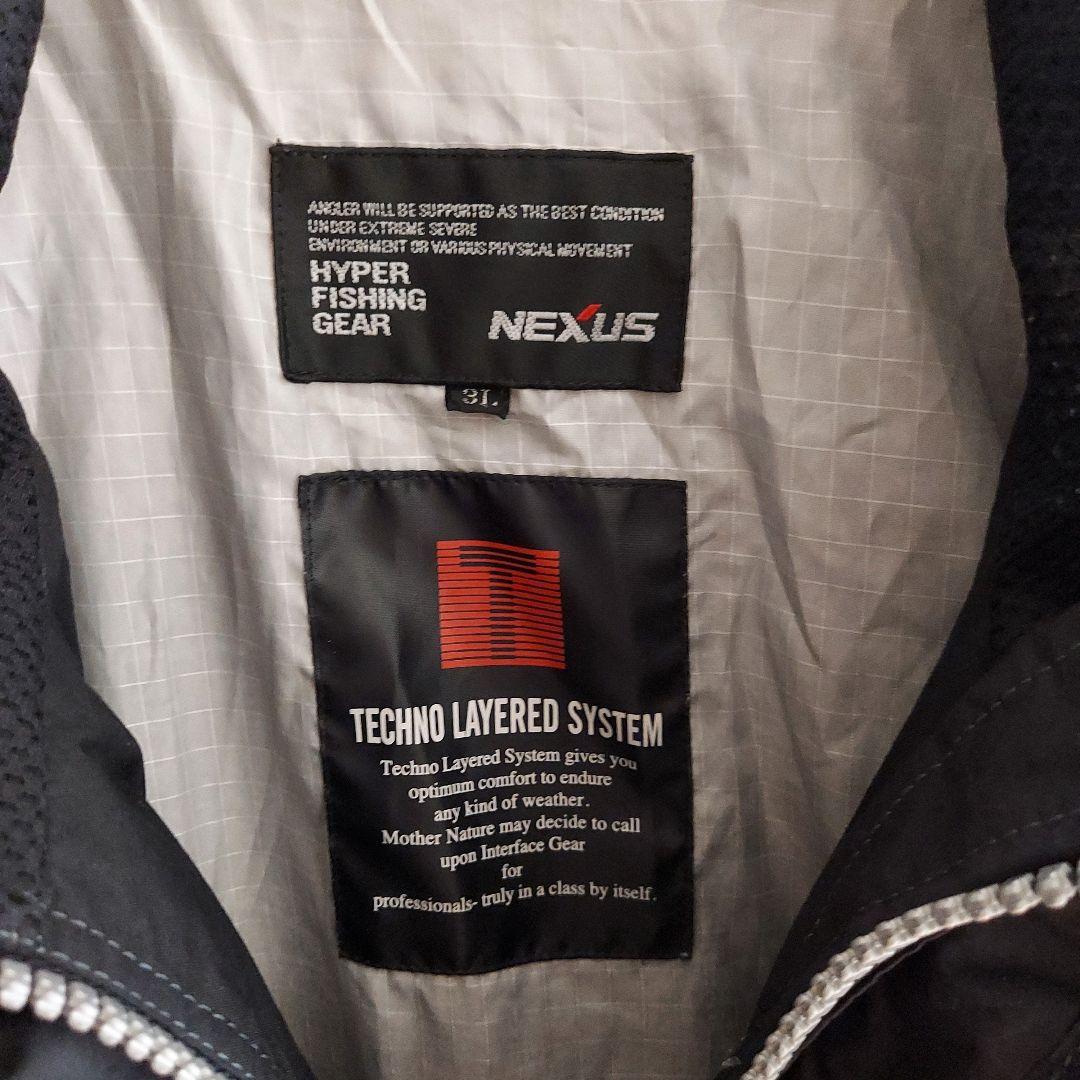 ANGLER WILL BE SUPPORTED AS THE BEST CONDITION
UNDER EXTREME SEVERE
ENVIRONMENT OR VARIOUS PHYSICAL MOVEMENT
HYPER
FISHING
GEAR
NEXUS
3L
T
TECHNO LAYERED SYSTEM
Techno Layered System gives you
optimum comfort to endure
any kind of weather.
Mother Nature may decide to call
upon Interface Gear
for
professionals- truly in a class by itself.